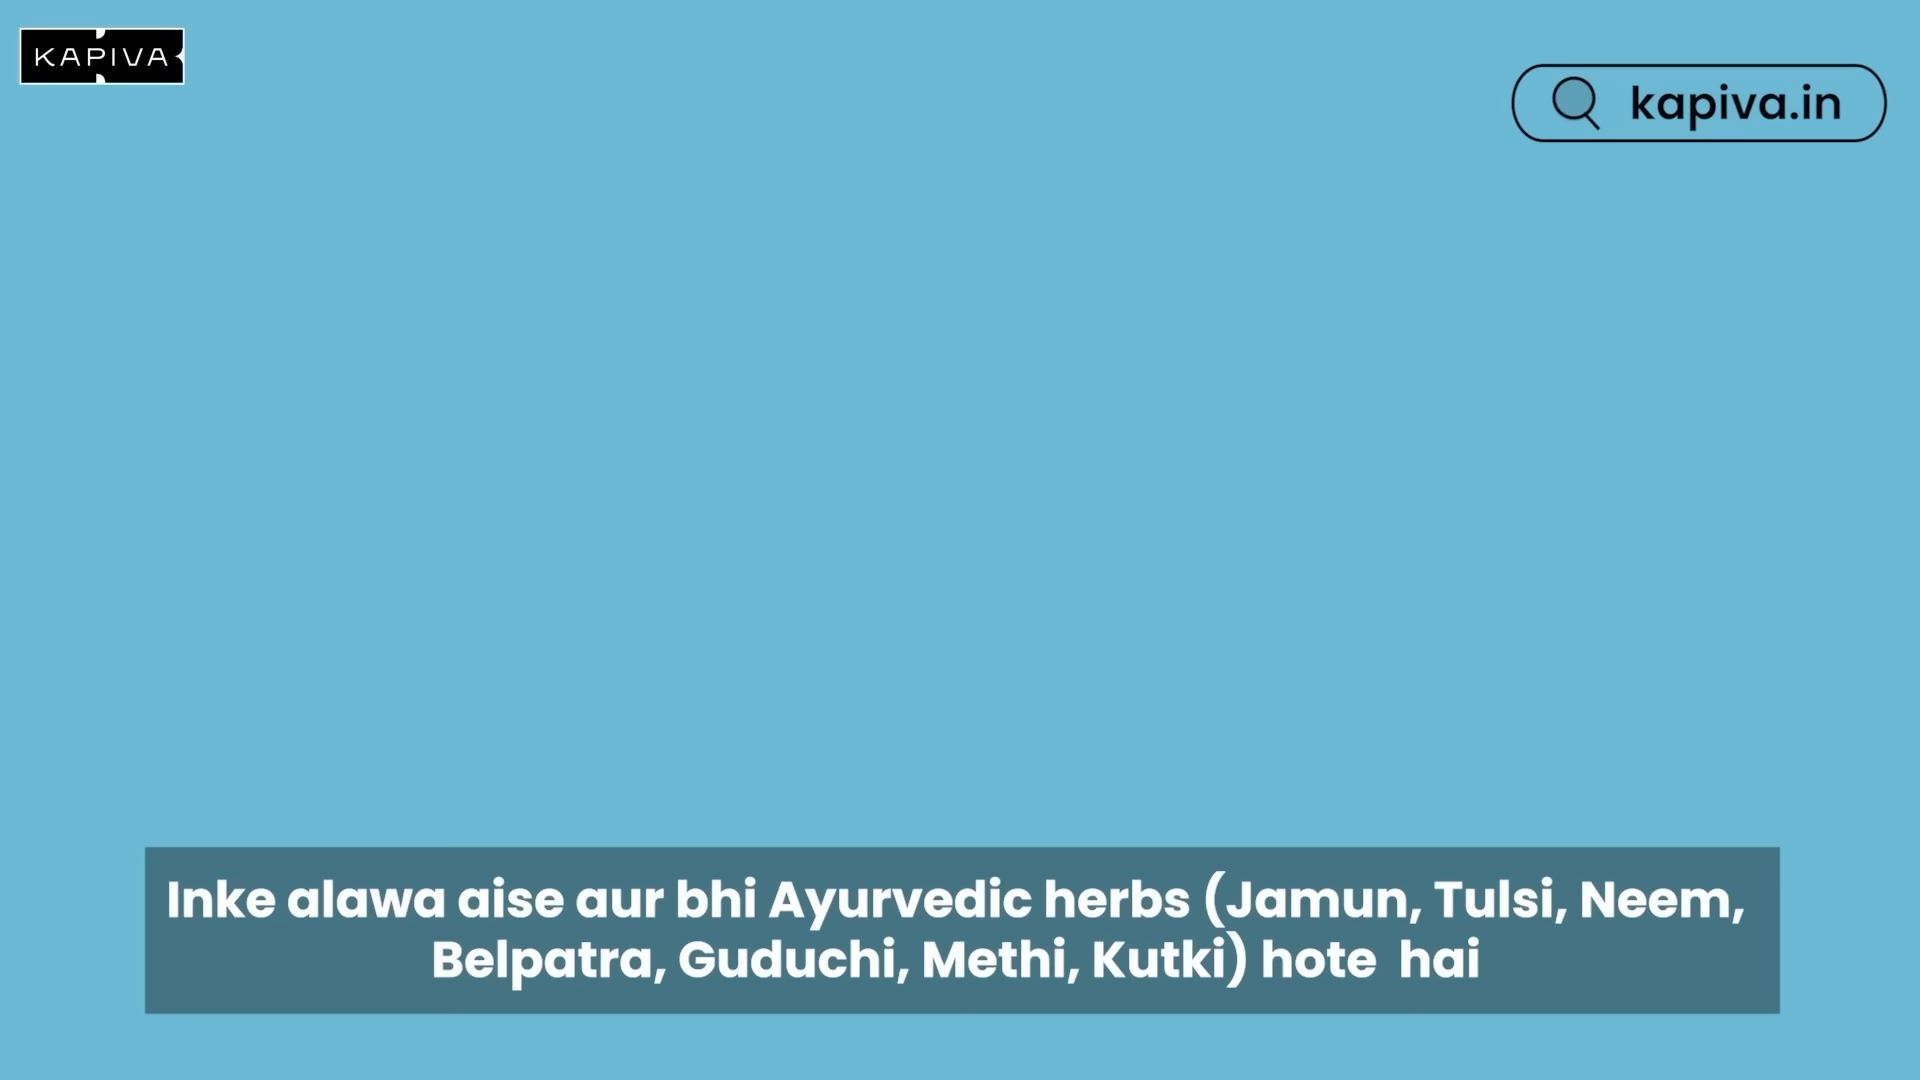 KAPIVA
kapiva.in
Inke alawa aise aur bhi Ayurvedic herbs (Jamun, Tulsi, Neem,
Belpatra, Guduchi, Methi, Kutki) hote  hai